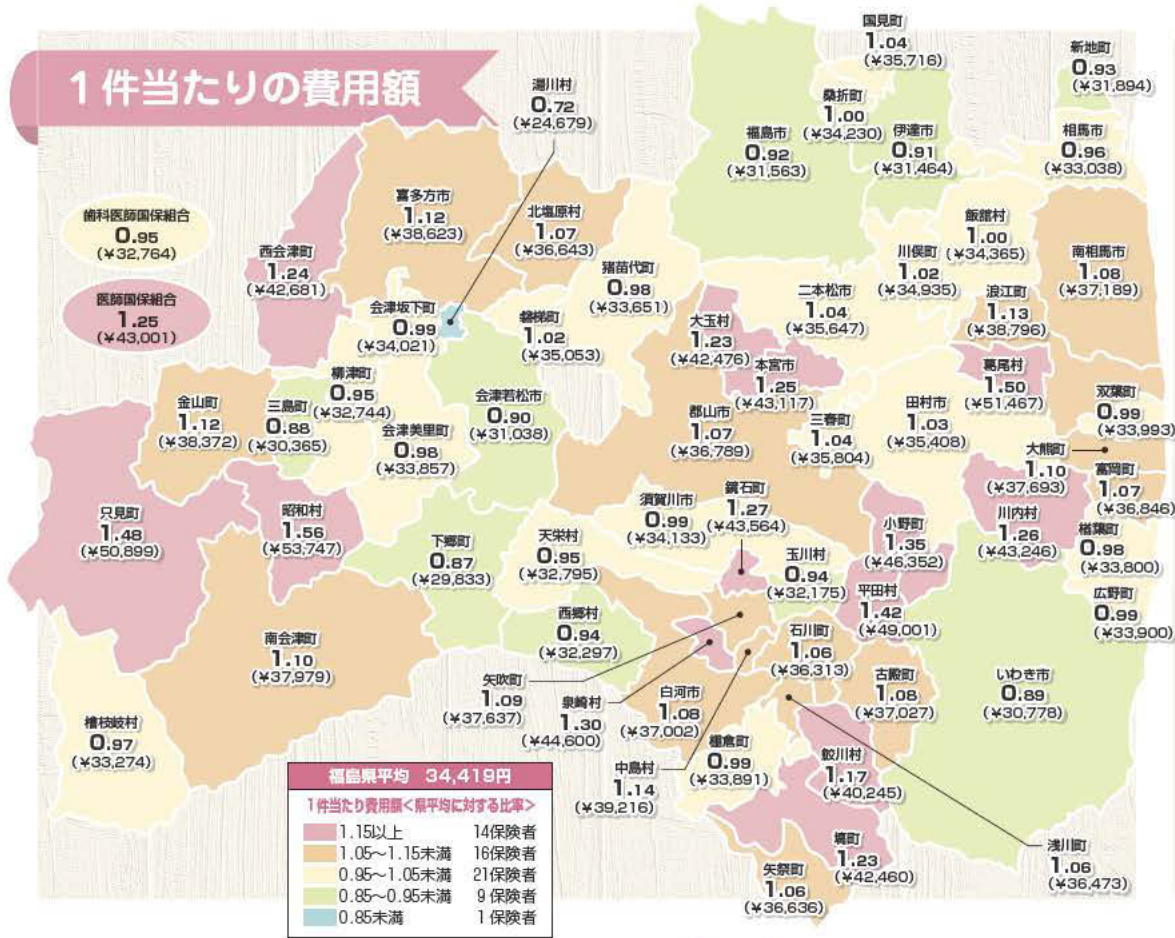 1件当たりの費用額
国見町
1.04
(¥35,716)
新地町
0.93
(¥31,894)
湯川村
0.72
(¥24,679)
桑折町
1.00
(¥34,230)
福島市
0.92
(¥31,563)
伊達市
0.91
(¥31,464)
相馬市
0.96
(¥33,038)
歯科医師国保組合
0.95
(¥32,764)
医師国保組合
1.25
(¥43,001)
西会津町
1.24
(¥42,681)
喜多方市
1.12
(¥38,623)
北塩原村
1.07
(¥36,643)
猪苗代町
0.98
(¥33,651)
飯舘村
1.00
(¥34,365)
川俣町
1.02
(¥34,935)
南相馬市
1.08
(¥37,189)
会津坂下町
0.99
(¥34,021)
磐梯町
1.02
(¥35,053)
二本松市
1.04
(¥35,647)
浪江町
1.13
(¥38,796)
大玉村
1.23
(¥42,476)
本宮市
1.25
(¥43,117)
葛尾村
1.50
(¥51,467)
双葉町
0.99
(¥33,993)
柳津町
0.95
(¥32,744)
金山町
1.12
(¥38,372)
三島町
0.88
(¥30,365)
会津若松市
0.90
(¥31,038)
会津美里町
0.98
(¥33,857)
郡山市
1.07
(¥36,789)
三春町
1.04
(¥35,804)
田村市
1.03
(¥35,408)
大熊町
1.10
(¥37,693)
富岡町
1.07
(¥36,846)
只見町
1.48
(¥50,899)
昭和村
1.56
(¥53,747)
下郷町
0.87
(¥29,833)
須賀川市
0.99
(¥34,133)
鏡石町
1.27
(¥43,564)
天栄村
0.95
(¥32,795)
玉川村
0.94
(¥32,175)
小野町
1.35
(¥46,352)
川内村
1.26
(¥43,246)
楢葉町
0.98
(¥33,800)
平田村
1.42
(¥49,001)
広野町
0.99
(¥33,900)
南会津町
1.10
(¥37,979)
西郷村
0.94
(¥32,297)
石川町
1.06
(¥36,313)
古殿町
1.08
(¥37,027)
いわき市
0.89
(¥30,778)
檜枝岐村
0.97
(¥33,274)
矢吹町
1.09
(¥37,637)
泉崎村
1.30
(¥44,600)
白河市
1.08
(¥37,002)
中島村
1.14
(¥39,216)
棚倉町
0.99
(¥33,891)
鮫川村
1.17
(¥40,245)
塙町
1.23
(¥42,460)
矢祭町
1.06
(¥36,636)
浅川町
1.06
(¥36,473)
福島県平均 34,419円
1件当たり費用額<県平均に対する比率>
1.15以上 14保険者
1.05～1.15未満 16保険者
0.95～1.05未満 21保険者
0.85～0.95未満 9保険者
0.85未満 1保険者